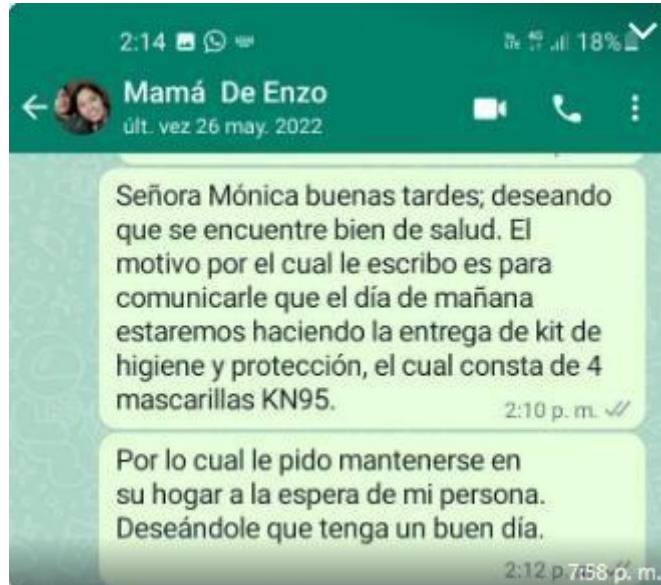 2:14
18%
Mamá De Enzo
últ. vez 26 may. 2022
Señora Mónica buenas tardes; deseando
que se encuentre bien de salud. El
motivo por el cual le escribo es para
comunicarle que el día de mañana
estaremos haciendo la entrega de kit de
higiene y protección, el cual consta de 4
mascarillas KN95.
2:10 p. m.
Por lo cual le pido mantenerse en
su hogar a la espera de mi persona.
Deseándole que tenga un buen día.
2:12 p.
7:58 p. m.